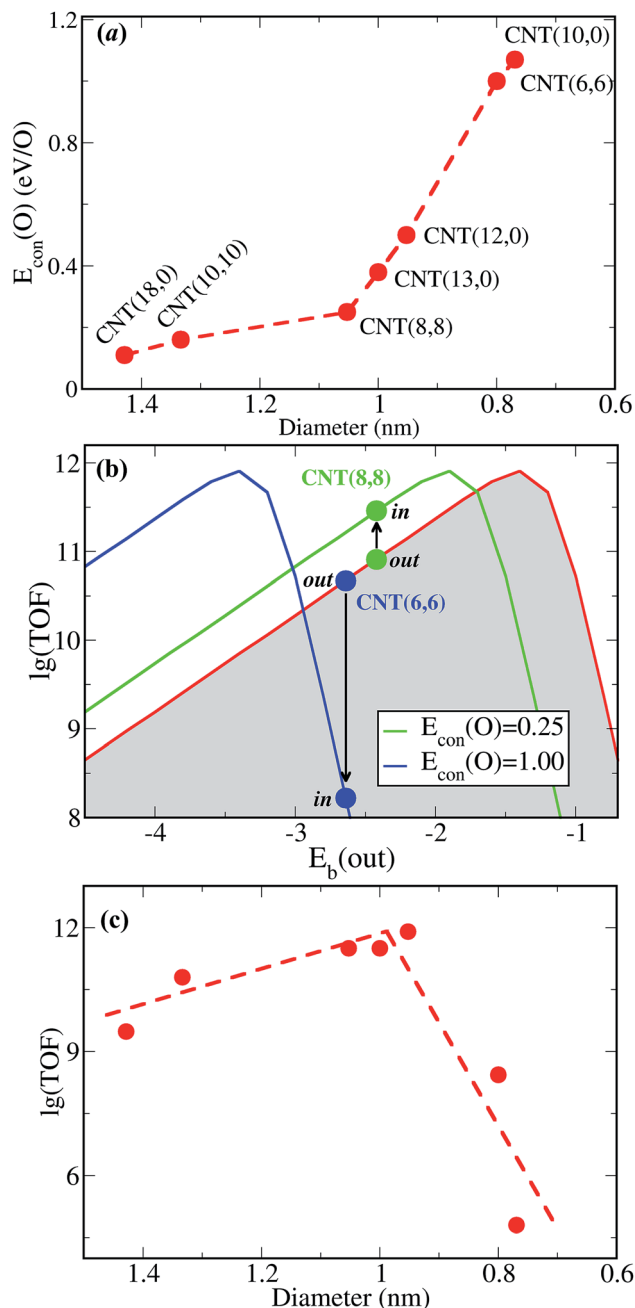 (a)
1.2
0.8
0.4
0
E_con(O) (eV/O)
CNT(10,0)
CNT(6,6)
CNT(12,0)
CNT(13,0)
CNT(8,8)
CNT(18,0)
CNT(10,10)
1.4 1.2 1 0.8 0.6
Diameter (nm)
(b)
12
11
10
9
8
lg(TOF)
CNT(8,8)
in
out
out
CNT(6,6)
in
E_con(O)=0.25
E_con(O)=1.00
-4 -3 -2 -1
E_b(out)
(c)
12
9
6
lg(TOF)
1.4 1.2 1 0.8 0.6
Diameter (nm)